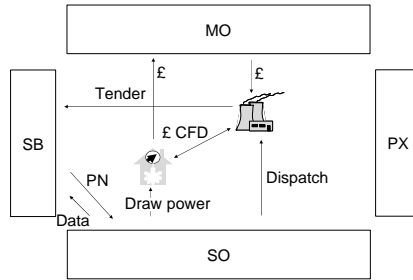 MO
£
£
Tender
SB
£ CFD
PX
PN
Dispatch
Draw power
Data
SO